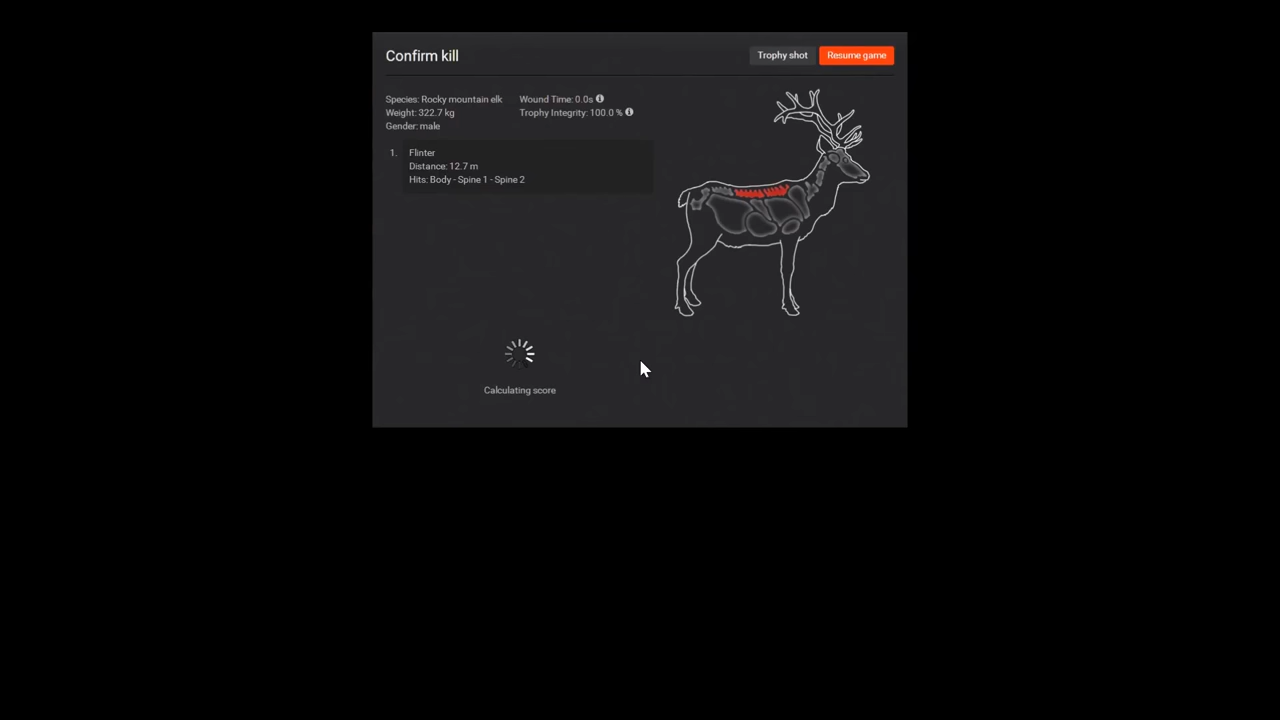 Confirm kill
Trophy shot
Resume game
Species: Rocky mountain elk
Wound Time: 0.0s
Weight: 322.7 kg
Trophy Integrity: 100.0 %
Gender: male
1. Flinter
Distance: 12.7 m
Hits: Body - Spine 1 - Spine 2
Calculating score